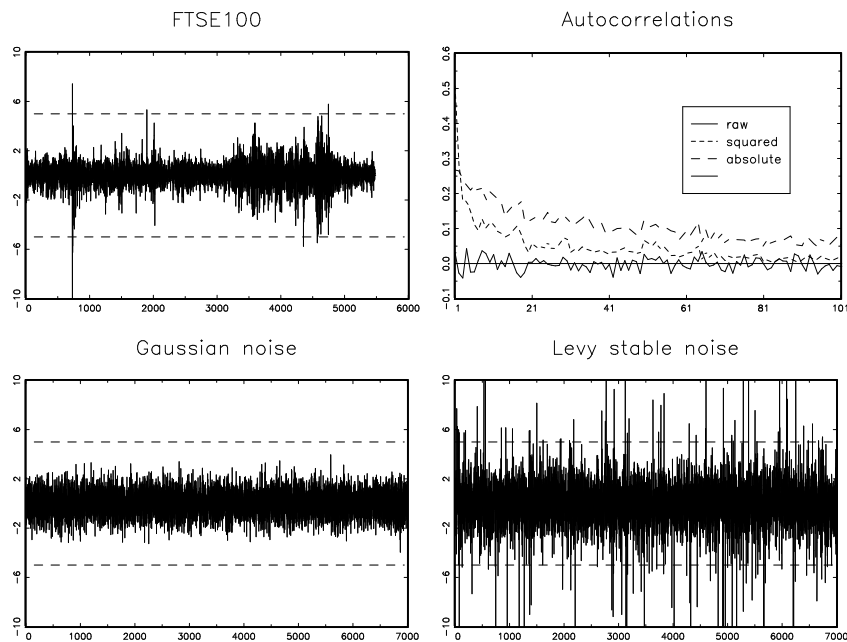 FTSE100
10
6
2
−2
−6
−10
0 1000 2000 3000 4000 5000 6000
Autocorrelations
0.6
0.5
0.4
0.3
0.2
0.1
0.0
−0.1
raw
squared
absolute
1 21 41 61 81 101
Gaussian noise
10
6
2
−2
−6
−10
0 1000 2000 3000 4000 5000 6000 7000
Levy stable noise
10
6
2
−2
−6
−10
0 1000 2000 3000 4000 5000 6000 7000